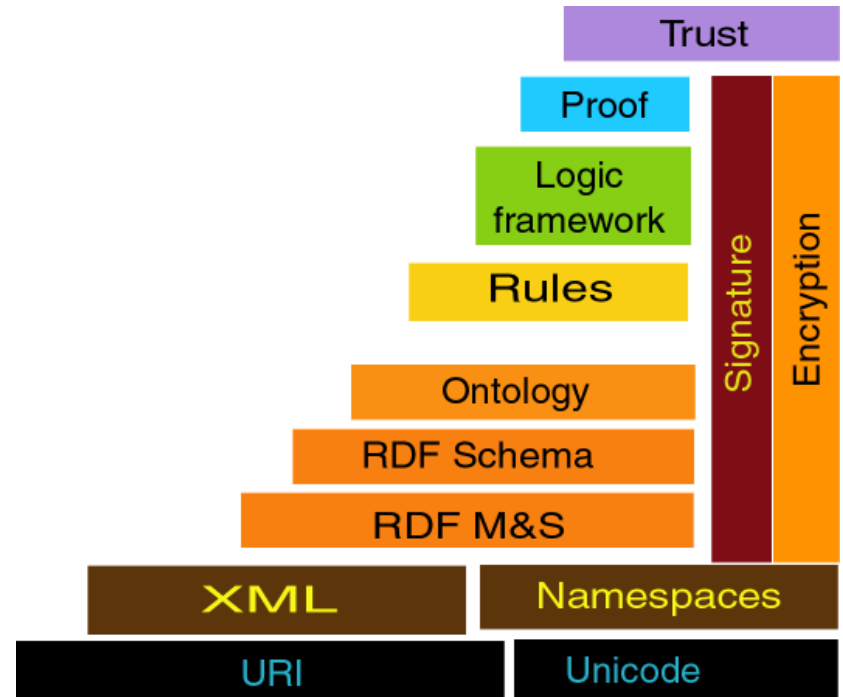 Trust
Proof
Logic
framework
Rules
Ontology
RDF Schema
RDF M&S
Signature
Encryption
XML
Namespaces
URI
Unicode